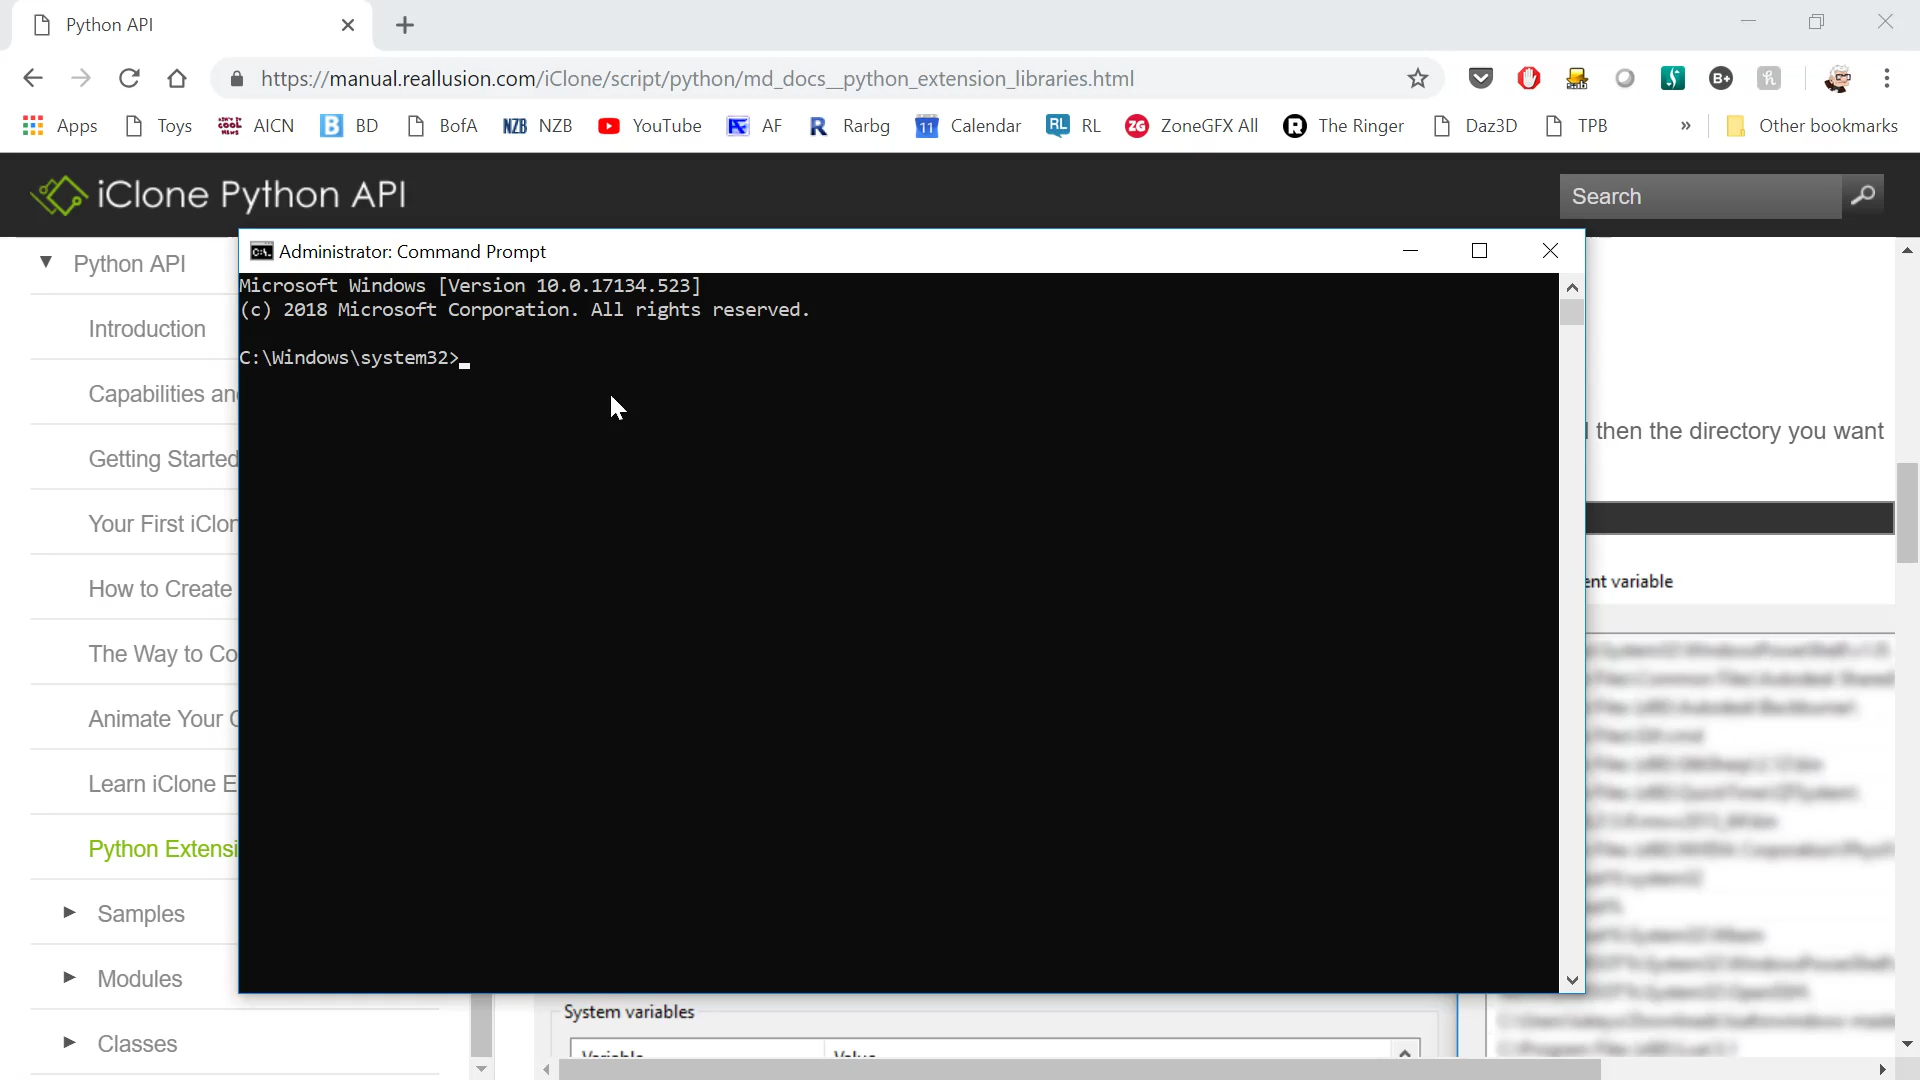 Python API
https://manual.reallusion.com/iClone/script/python/md_docs__python_extension_libraries.html
Apps Toys AICN BD BofA NZB YouTube AF Rarbg 11 Calendar RL ZoneGFX All The Ringer Daz3D TPB » Other bookmarks
iClone Python API
Search
Python API
Introduction
Capabilities an
Getting Started
Your First iClon
How to Create
The Way to Co
Animate Your
Learn iClone E
Python Extensi
Samples
Modules
Classes
Administrator: Command Prompt
Microsoft Windows [Version 10.0.17134.523]
(c) 2018 Microsoft Corporation. All rights reserved.
C:\Windows\system32>
then the directory you want
ent variable
System variables
Variable Value